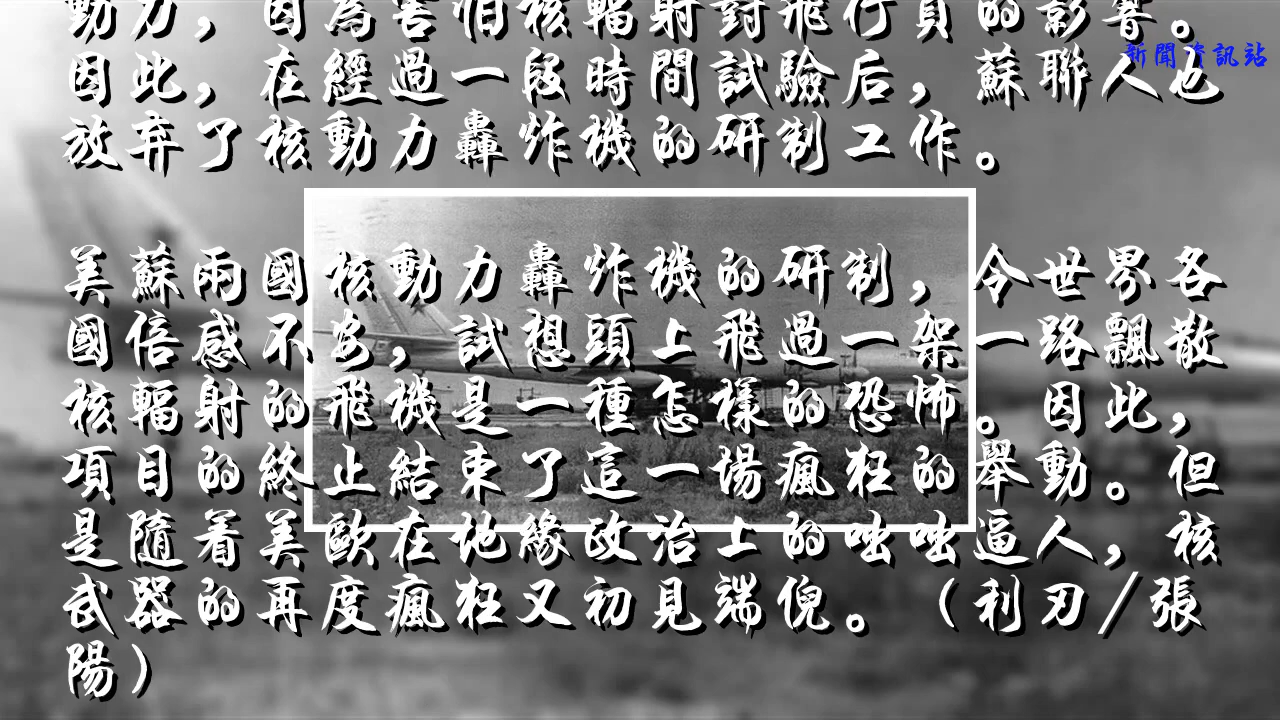 動力，因為害怕核輻射對飛行員的影響。
新聞資訊站
因此，在經過一段時間試驗后，蘇聯人也
放弃了核動力轟炸機的研制工作。
美蘇兩國核動力轟炸機的研制，令世界各
國倍感不安，試想頭上飛過一架一路飄散
核輻射的飛機是一種怎樣的恐怖。因此，
項目的終止結束了這一場瘋狂的舉動。但
是隨着美歐在地緣政治上的咄咄逼人，核
武器的再度瘋狂又初見端倪。（利刃/張
陽）